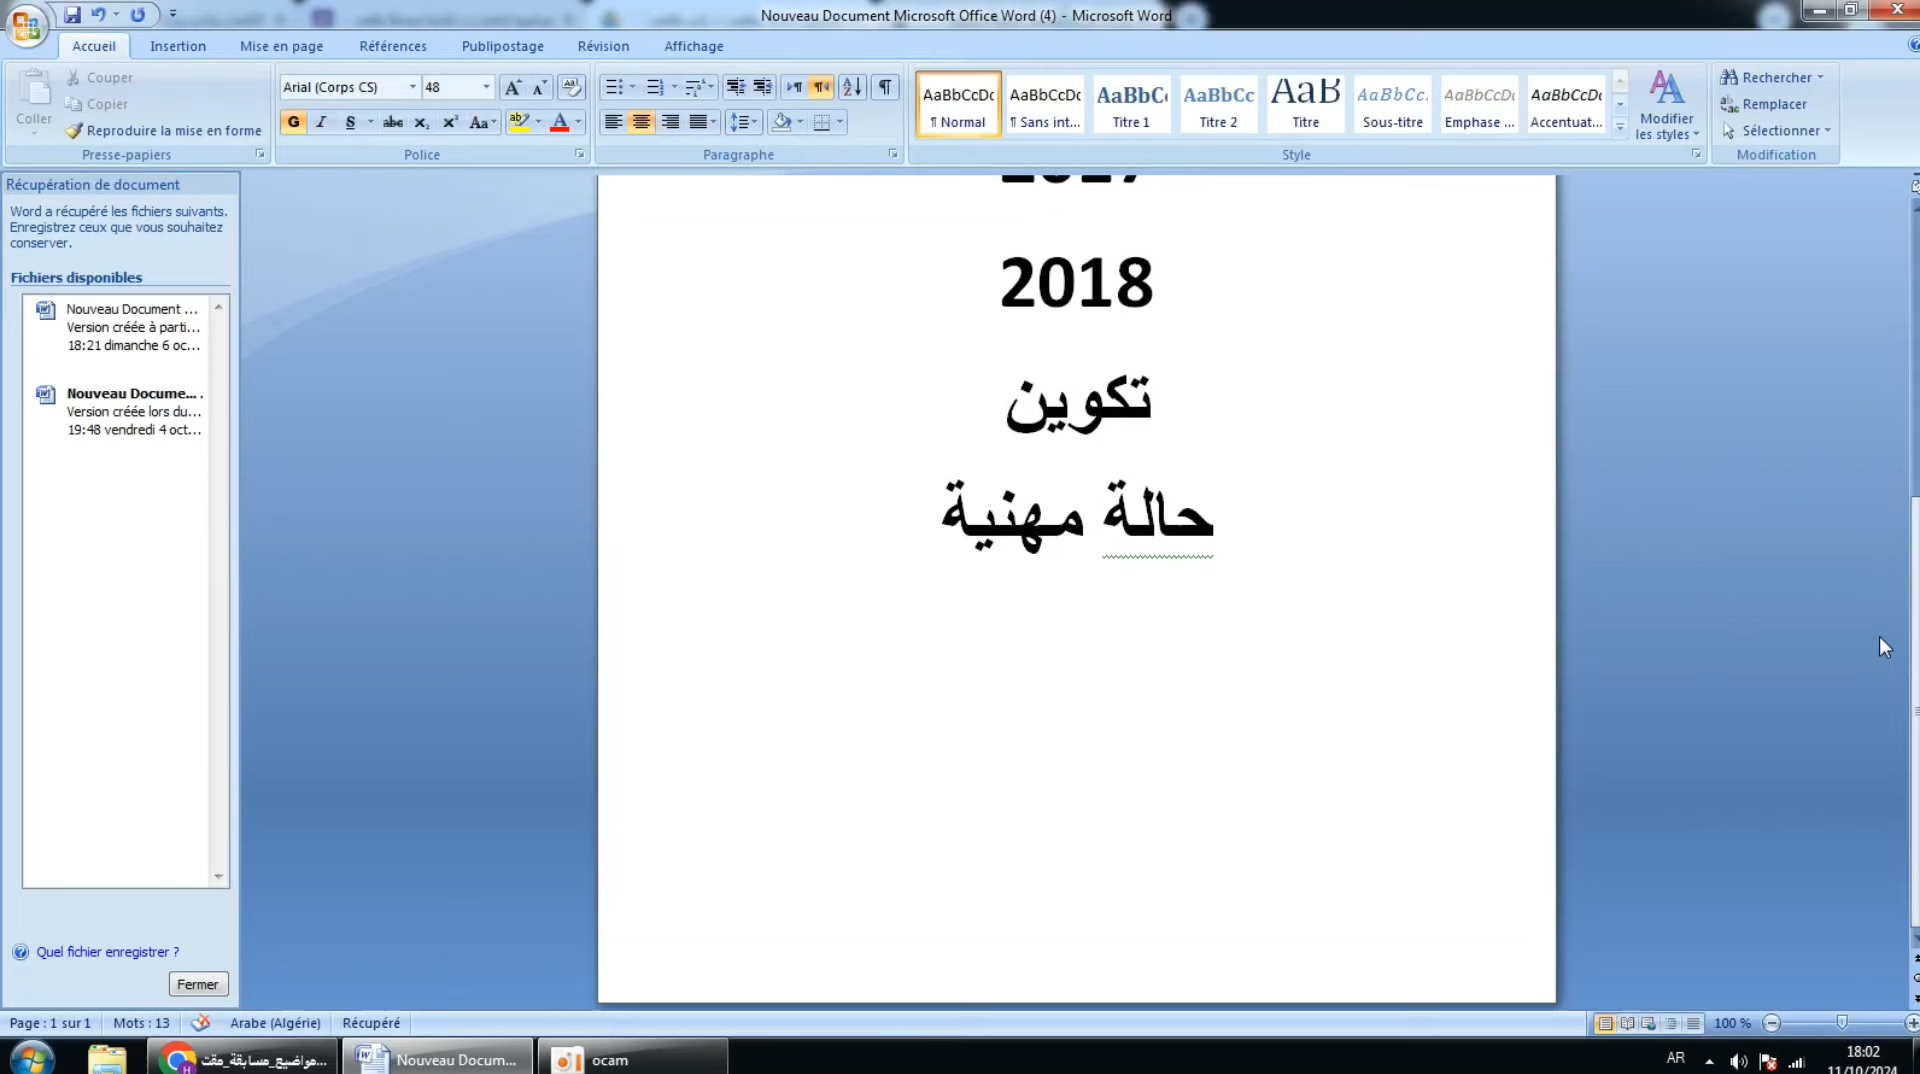 Nouveau Document Microsoft Office Word (4) - Microsoft Word
Accueil Insertion Mise en page Références Publipostage Révision Affichage
Coller
Couper
Copier
Reproduire la mise en forme
Presse-papiers
Arial (Corps CS) 48
Police
Paragraphe
AaBbCcDc AaBbCcDc AaBbC AaBbCc AaB AaBbCc. AaBbCcDc AaBbCcDc
¶ Normal ¶ Sans int... Titre 1 Titre 2 Titre Sous-titre Emphase ... Accentuat...
Style
Modifier
les styles
Rechercher
Remplacer
Sélectionner
Modification
Récupération de document
Word a récupéré les fichiers suivants.
Enregistrez ceux que vous souhaitez
conserver.
Fichiers disponibles
Nouveau Document ...
Version créée à parti...
18:21 dimanche 6 oc...
Nouveau Docume... .
Version créée lors du...
19:48 vendredi 4 oct...
Quel fichier enregistrer ?
Fermer
2018
تكوين
حالة مهنية
Page : 1 sur 1 Mots : 13 Arabe (Algérie) Récupéré 100 %
مواضيع_مسابقة_مقت... Nouveau Docum... ocam AR 18:02
11/10/2024